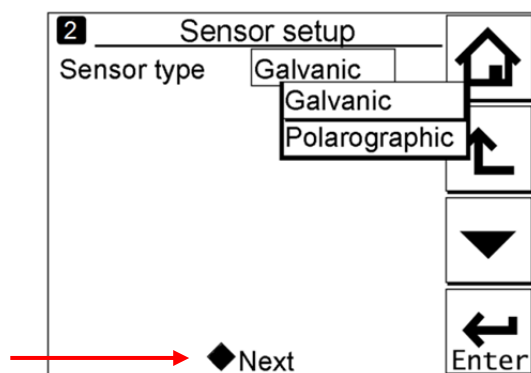 2 Sensor setup
Sensor type Galvanic
Galvanic
Polarographic
Next
Enter